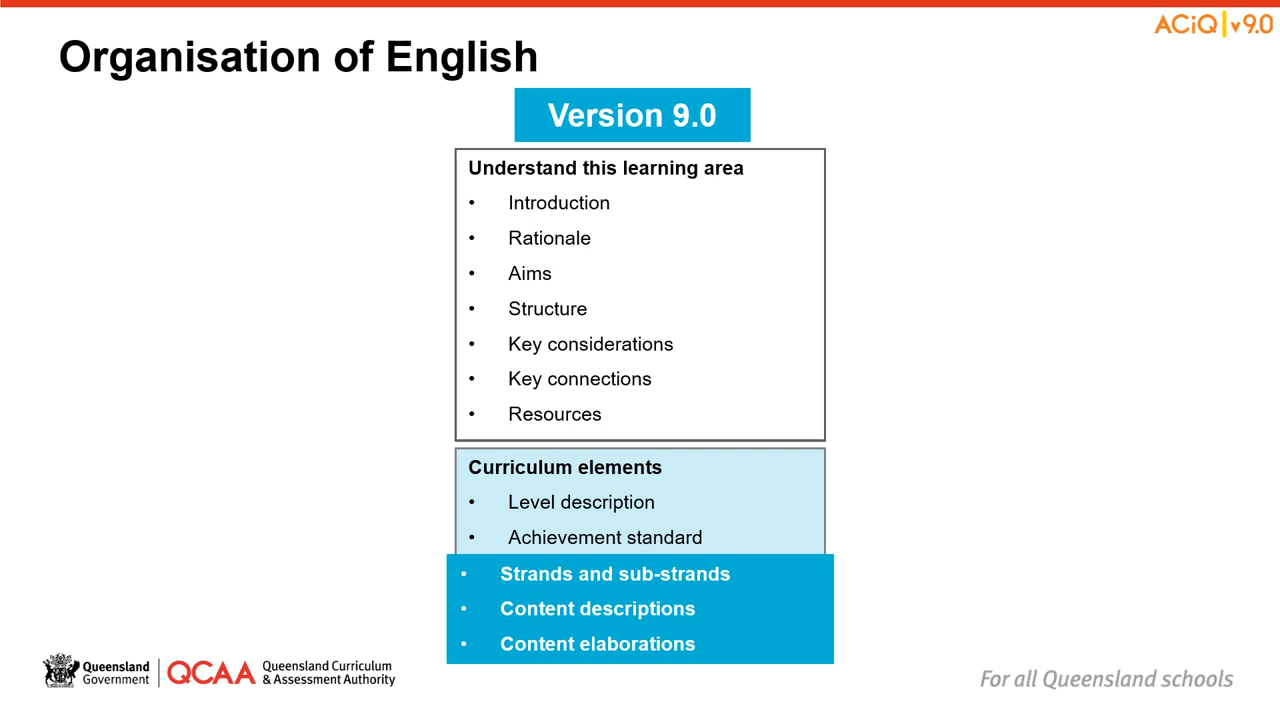 ACiQ v9.0
Organisation of English
Version 9.0
Understand this learning area
• Introduction
• Rationale
• Aims
• Structure
• Key considerations
• Key connections
• Resources
Curriculum elements
• Level description
• Achievement standard
• Strands and sub-strands
• Content descriptions
• Content elaborations
Queensland
Government
QCAA
Queensland Curriculum
& Assessment Authority
For all Queensland schools